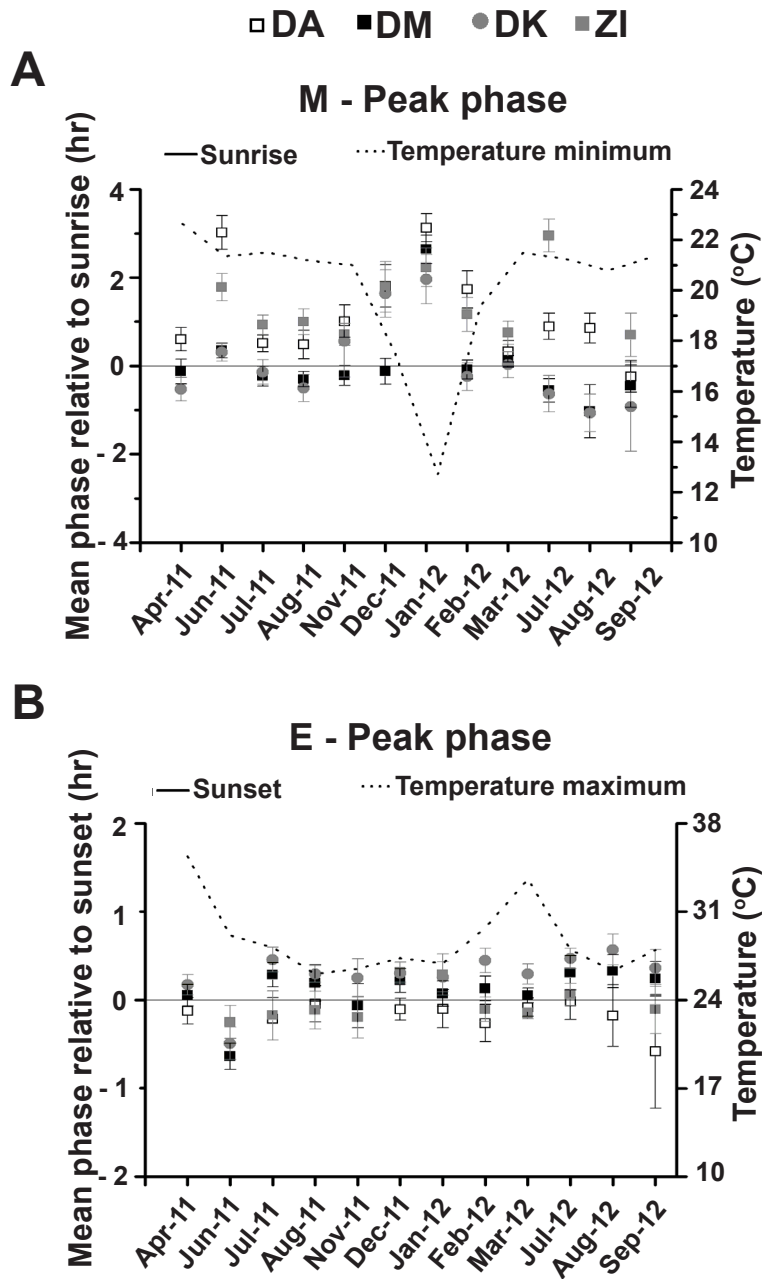 DA DM DK ZI
A
M - Peak phase
Sunrise Temperature minimum
Mean phase relative to sunrise (hr)
4
2
0
- 2
- 4
24
22
20
18
16
14
12
10
Temperature (oC)
Apr-11
Jun-11
Jul-11
Aug-11
Nov-11
Dec-11
Jan-12
Feb-12
Mar-12
Jul-12
Aug-12
Sep-12
B
E - Peak phase
Sunset Temperature maximum
Mean phase relative to sunset (hr)
2
1
0
- 1
- 2
38
31
24
17
10
Temperature (oC)
Apr-11
Jun-11
Jul-11
Aug-11
Nov-11
Dec-11
Jan-12
Feb-12
Mar-12
Jul-12
Aug-12
Sep-12